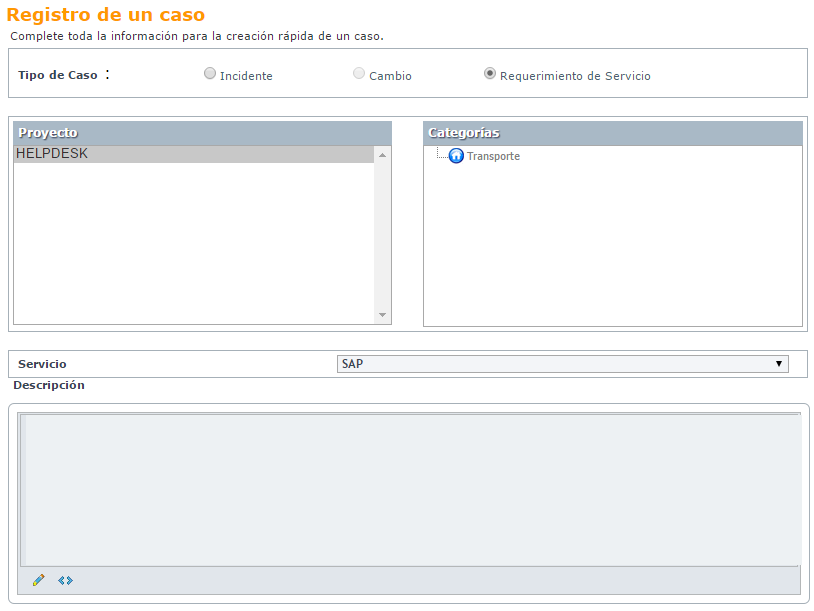 Registro de un caso
Complete toda la información para la creación rápida de un caso.
Tipo de Caso : Incidente Cambio Requerimiento de Servicio
Proyecto Categorías
HELPDESK Transporte
Servicio SAP
Descripción